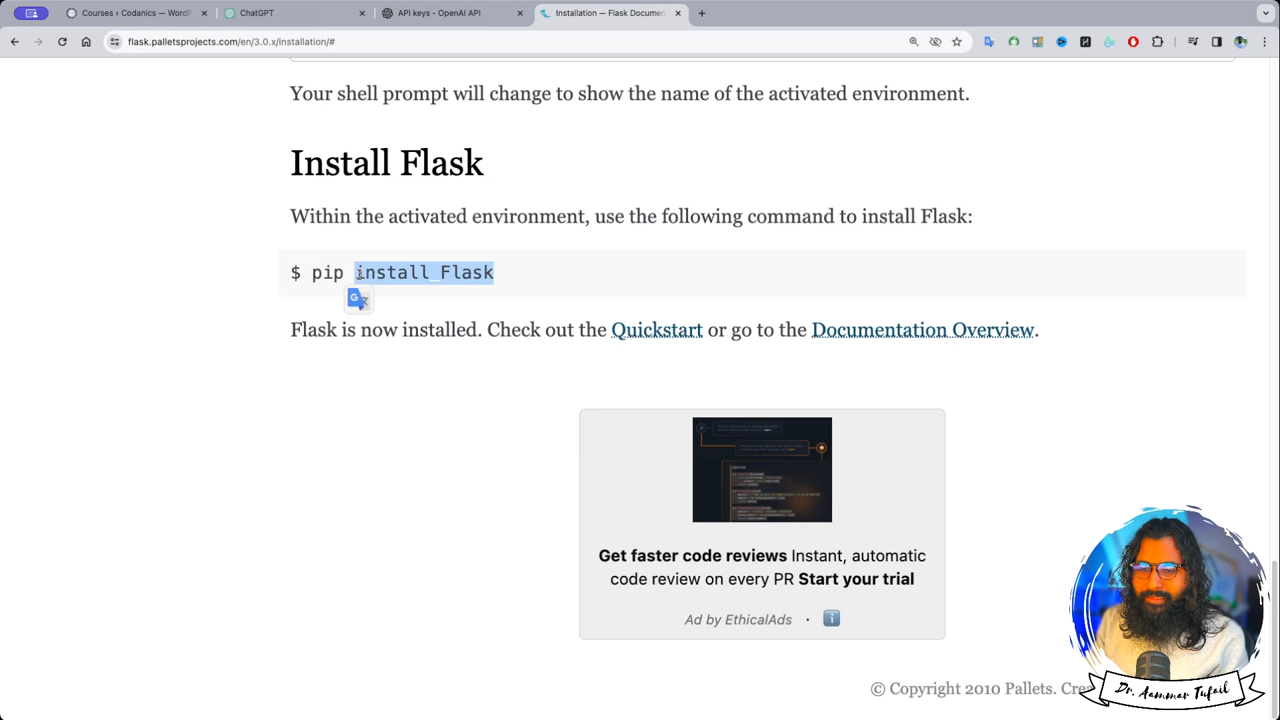 Courses ‹ Codanics — WordP
ChatGPT
API keys - OpenAI API
Installation — Flask Documen
flask.palletsprojects.com/en/3.0.x/installation/#
Your shell prompt will change to show the name of the activated environment.
Install Flask
Within the activated environment, use the following command to install Flask:
$ pip install Flask
Flask is now installed. Check out the Quickstart or go to the Documentation Overview.
Get faster code reviews Instant, automatic
code review on every PR Start your trial
Ad by EthicalAds ·
© Copyright 2010 Pallets. Cre
Dr. Aammar Tufail